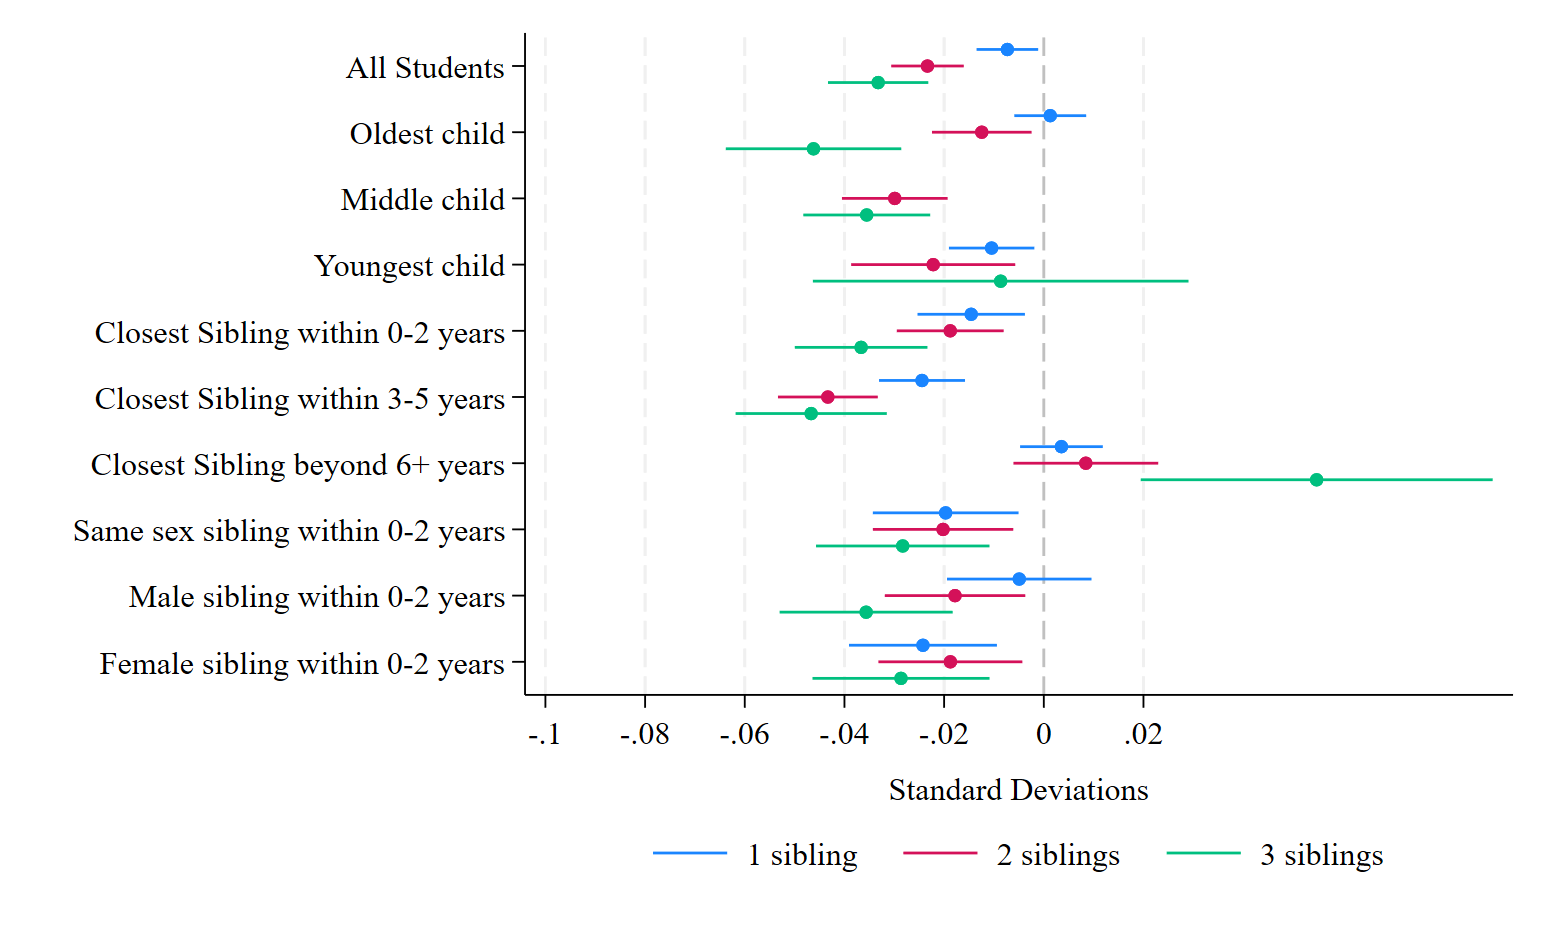 All Students
Oldest child
Middle child
Youngest child
Closest Sibling within 0-2 years
Closest Sibling within 3-5 years
Closest Sibling beyond 6+ years
Same sex sibling within 0-2 years
Male sibling within 0-2 years
Female sibling within 0-2 years
-.1 -.08 -.06 -.04 -.02 0 .02
Standard Deviations
1 sibling 2 siblings 3 siblings